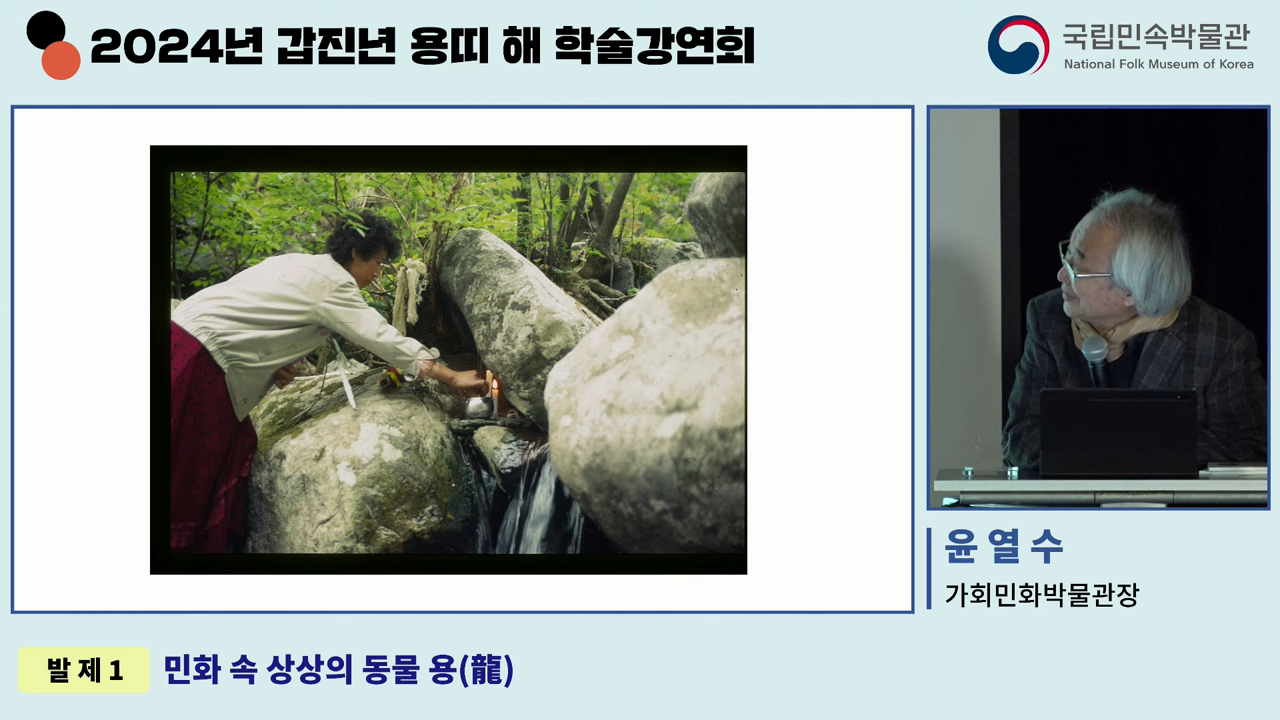 2024년 갑진년 용띠 해 학술강연회
국립민속박물관
National Folk Museum of Korea
윤열수
가회민화박물관장
발제1 민화 속 상상의 동물 용(龍)